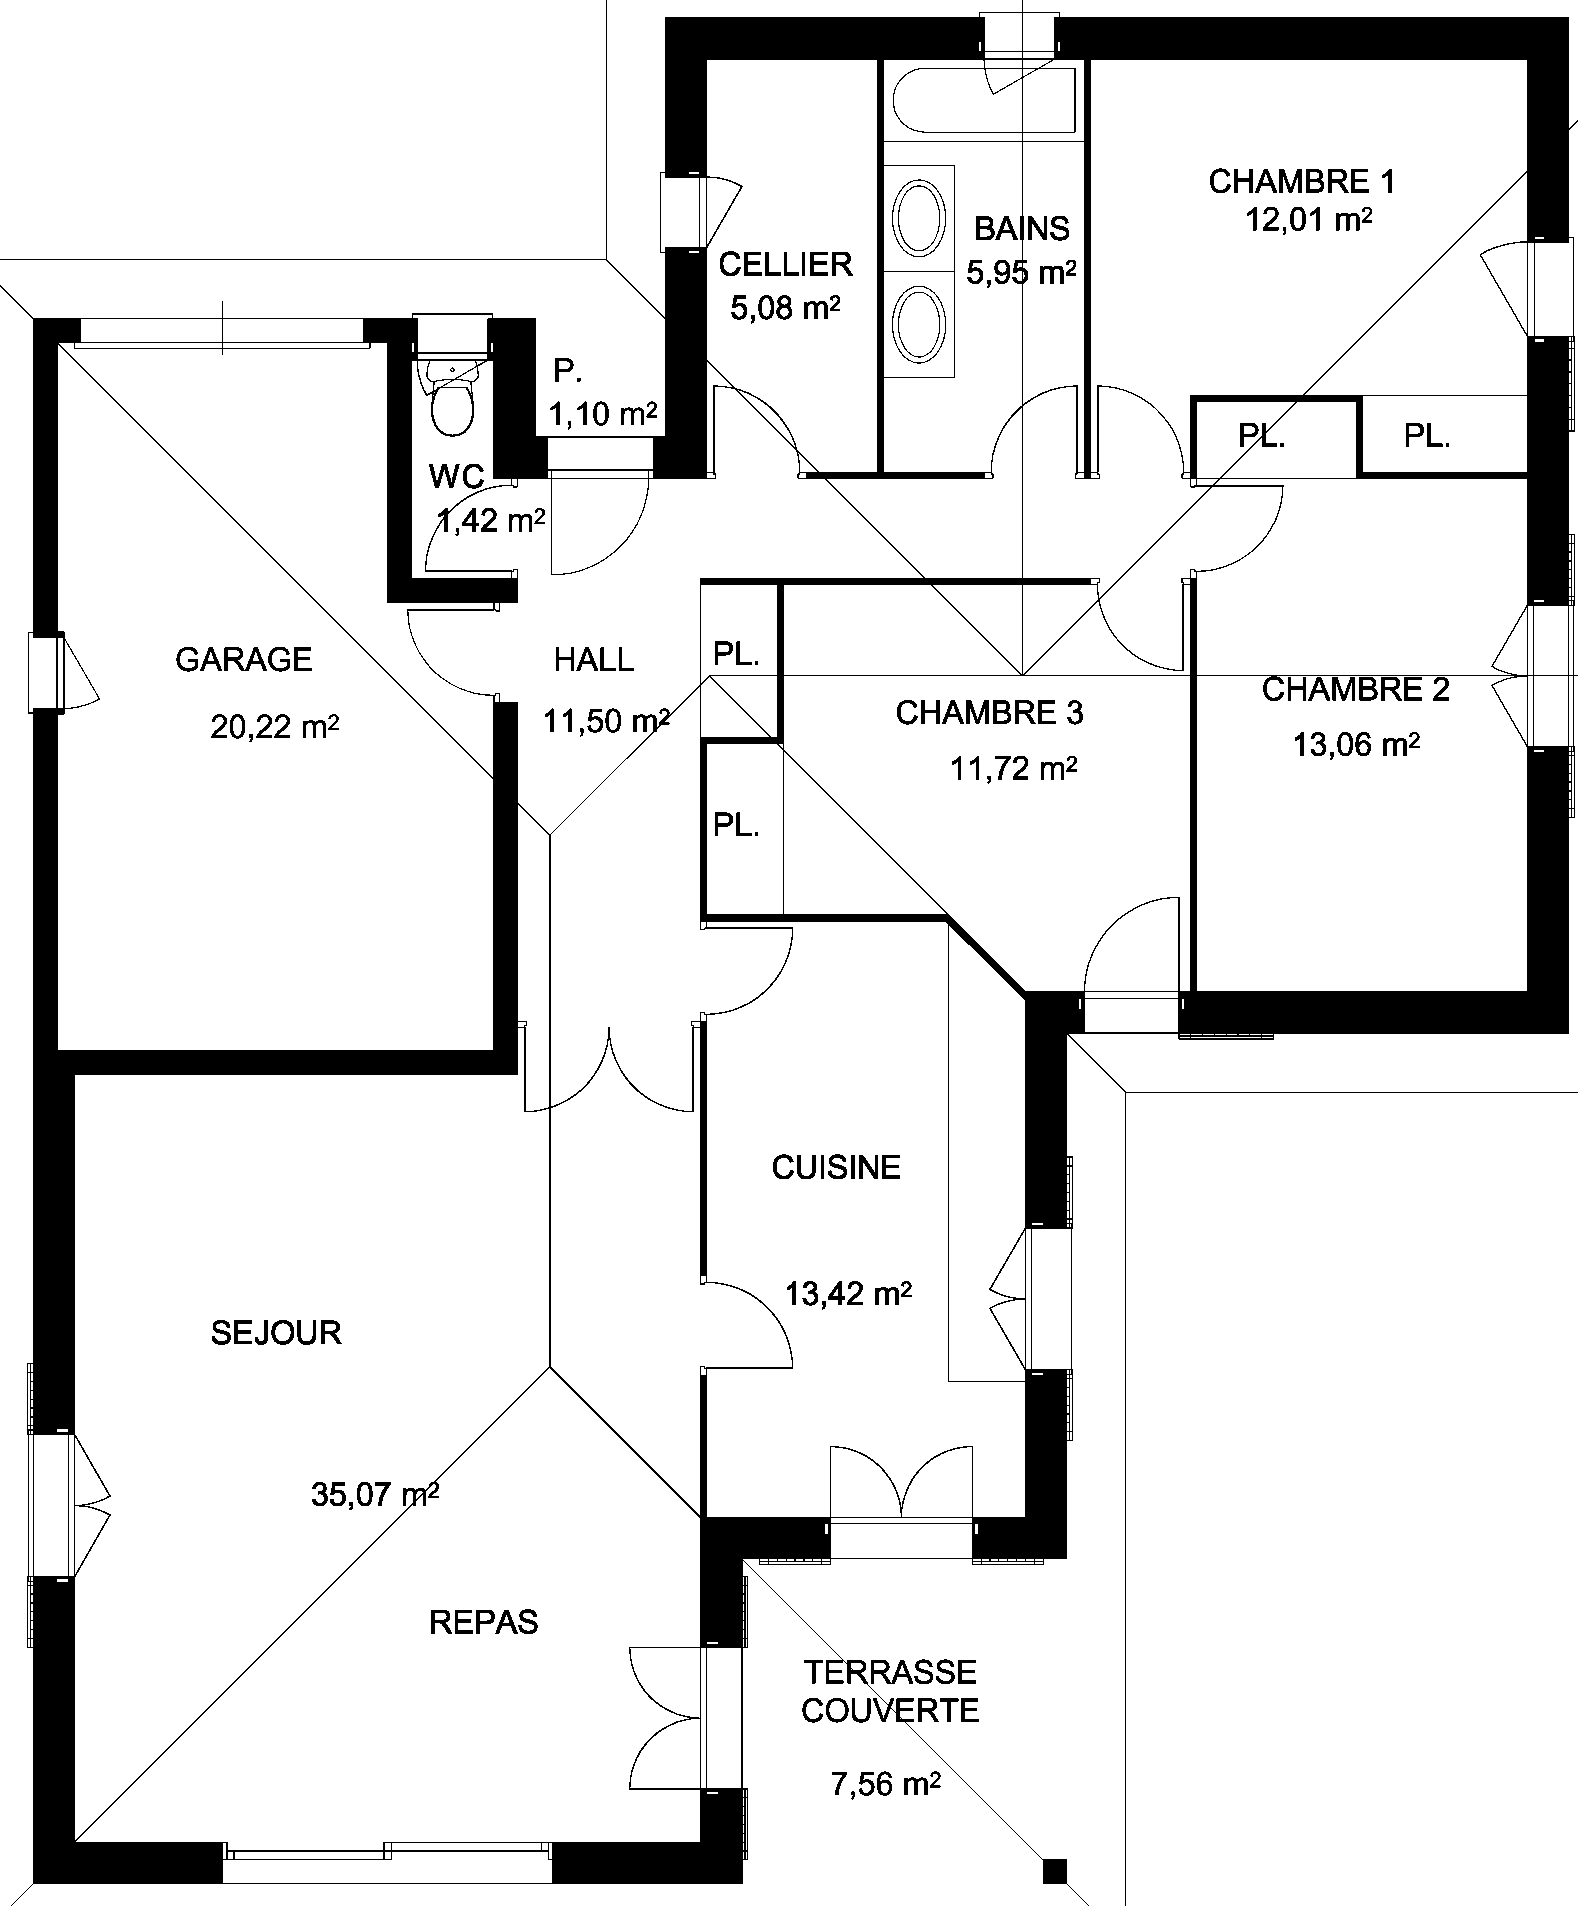 CHAMBRE 1
12,01 m²
BAINS
5,95 m²
CELLIER
5,08 m²
P.
1,10 m²
PL.
PL.
WC
1,42 m²
GARAGE
20,22 m²
HALL
11,50 m²
PL.
CHAMBRE 3
11,72 m²
CHAMBRE 2
13,06 m²
PL.
CUISINE
13,42 m²
SEJOUR
35,07 m²
REPAS
TERRASSE
COUVERTE
7,56 m²